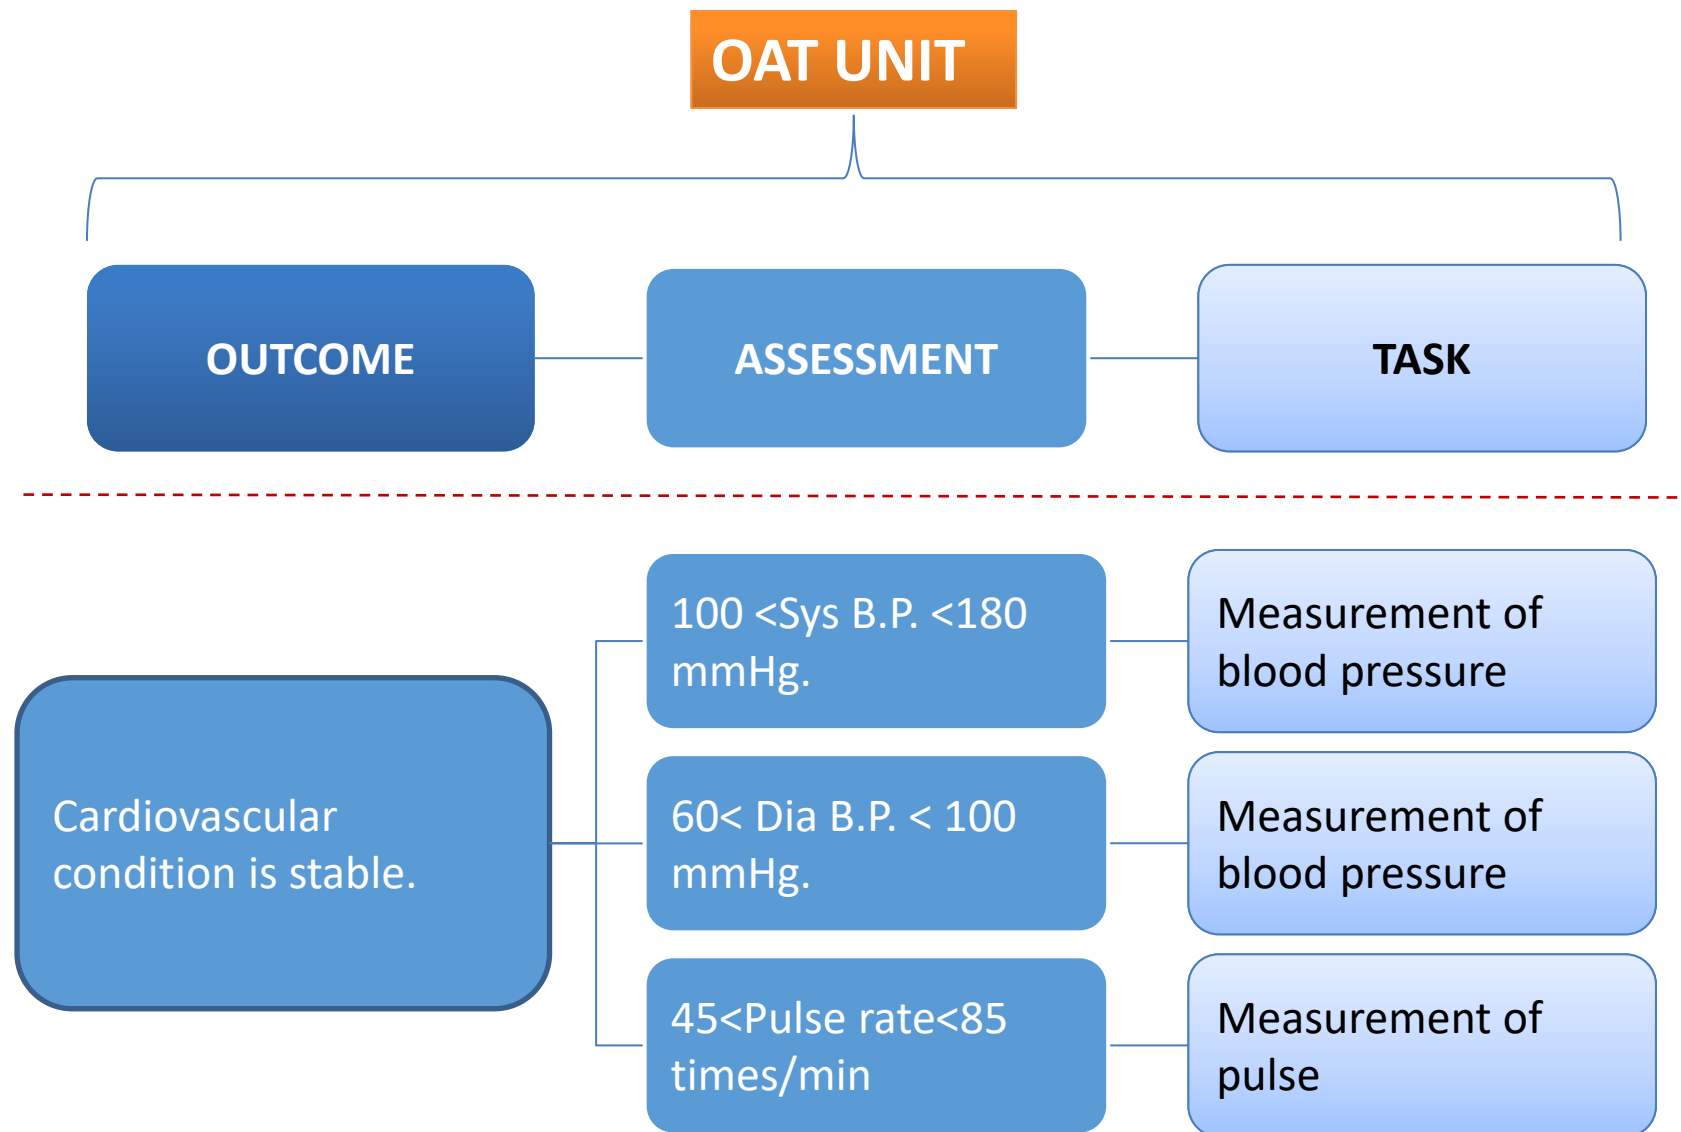 OAT UNIT
OUTCOME
ASSESSMENT
TASK
100 <Sys B.P. <180
mmHg.
Measurement of
blood pressure
Cardiovascular
condition is stable.
60< Dia B.P. < 100
mmHg.
Measurement of
blood pressure
45<Pulse rate<85
times/min
Measurement of
pulse